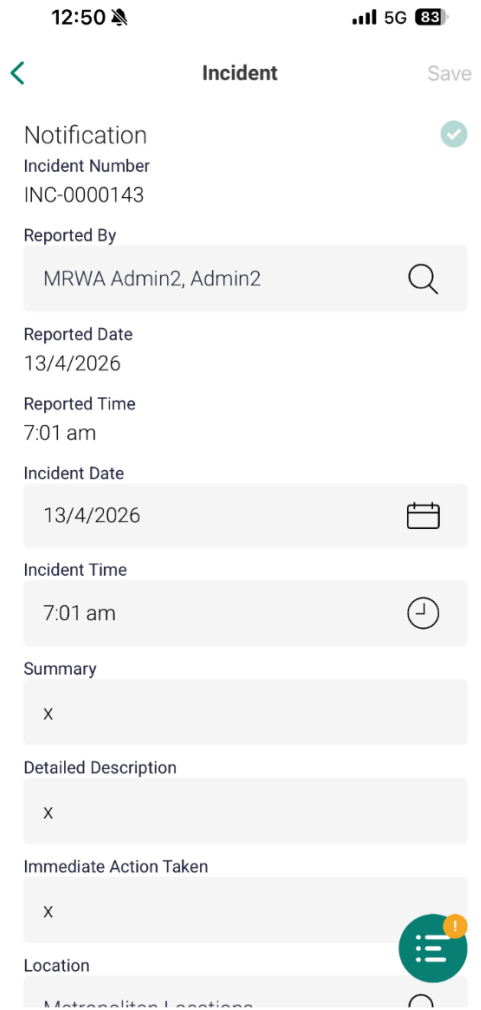 12:50
5G 83
Incident
Save
Notification
Incident Number
INC-0000143
Reported By
MRWA Admin2, Admin2
Reported Date
13/4/2026
Reported Time
7:01 am
Incident Date
13/4/2026
Incident Time
7:01 am
Summary
x
Detailed Description
x
Immediate Action Taken
x
!
Location
Metropolitan Locations